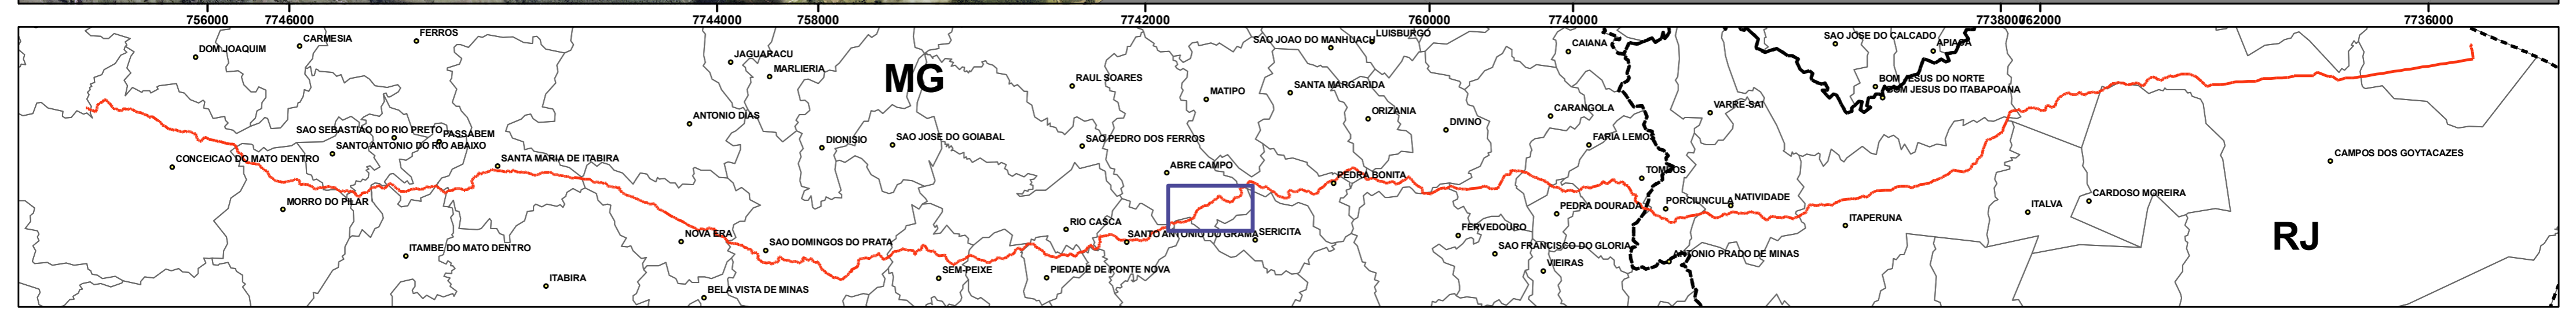 756000 7746000 7744000 758000 7742000 760000 7740000 7738000 762000 7736000
DOM JOAQUIM
CARMESIA
FERROS
JAGUARACU
MARLIERIA
MG
RAUL SOARES
MATIPO
SAO JOAO DO MANHUACU
LUISBURGO
SANTA MARGARIDA
ORIZANIA
DIVINO
CAIANA
CARANGOLA
FARIA LEMOS
VARRE-SAI
SAO JOSE DO CALCADO
APIACA
BOM JESUS DO NORTE
BOM JESUS DO ITABAPOANA
SAO SEBASTIAO DO RIO PRETO
PASSABEM
SANTO ANTONIO DO RIO ABAIXO
CONCEICAO DO MATO DENTRO
SANTA MARIA DE ITABIRA
ANTONIO DIAS
DIONISIO
SAO JOSE DO GOIABAL
SAO PEDRO DOS FERROS
ABRE CAMPO
PEDRA BONITA
TOMBOS
CAMPOS DOS GOYTACAZES
MORRO DO PILAR
ITAMBE DO MATO DENTRO
ITABIRA
NOVA ERA
SAO DOMINGOS DO PRATA
BELA VISTA DE MINAS
SEM-PEIXE
RIO CASCA
SANTO ANTONIO DO GRAMA
SERICITA
PIEDADE DE PONTE NOVA
FERVEDOURO
SAO FRANCISCO DO GLORIA
VIEIRAS
PEDRA DOURADA
PORCIUNCULA
NATIVIDADE
ANTONIO PRADO DE MINAS
ITAPERUNA
ITALVA
CARDOSO MOREIRA
RJ